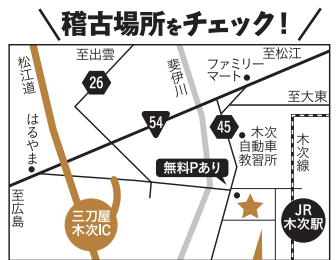 稽古場所をチェック!
至出雲
至松江
松江道
26
斐伊川
ファミリー
マート
至大東
54
45
はるやま
木次
自動車
教習所
木次線
無料Pあり
至広島
三刀屋
木次IC
JR
木次駅